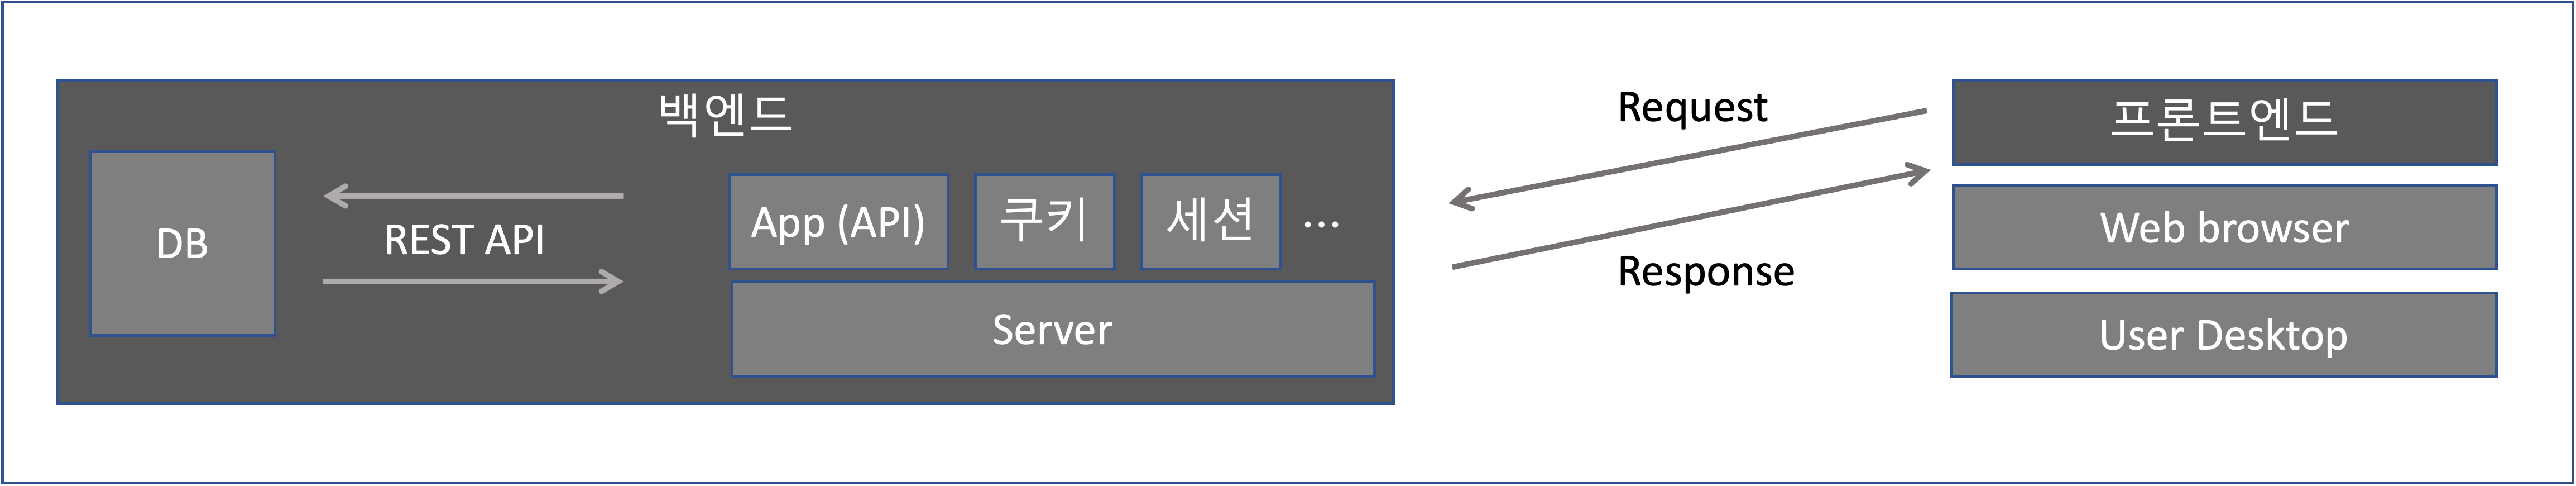 백엔드
DB
REST API
App (API)
쿠키
세션
...
Server
Request
Response
프론트엔드
Web browser
User Desktop